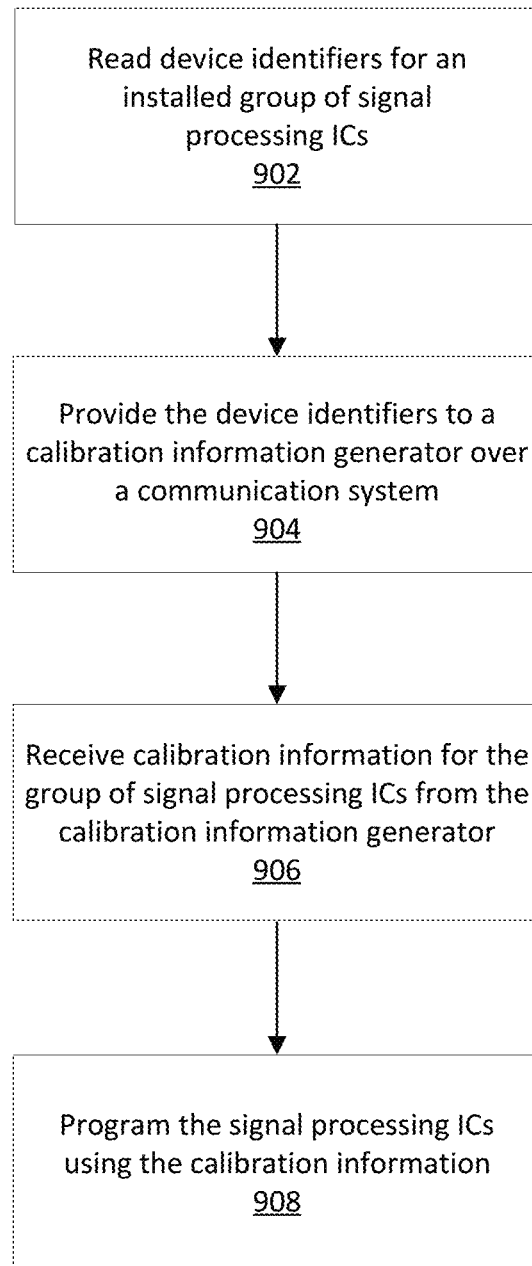 Read device identifiers for an
installed group of signal
processing ICs
902
Provide the device identifiers to a
calibration information generator over
a communication system
904
Receive calibration information for the
group of signal processing ICs from the
calibration information generator
906
Program the signal processing ICs
using the calibration information
908